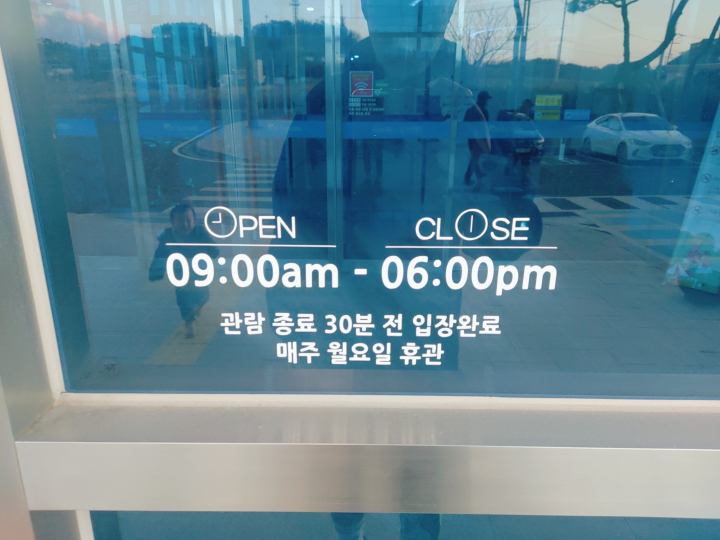 OPEN CLOSE
09:00am - 06:00pm
관람 종료 30분 전 입장완료
매주 월요일 휴관